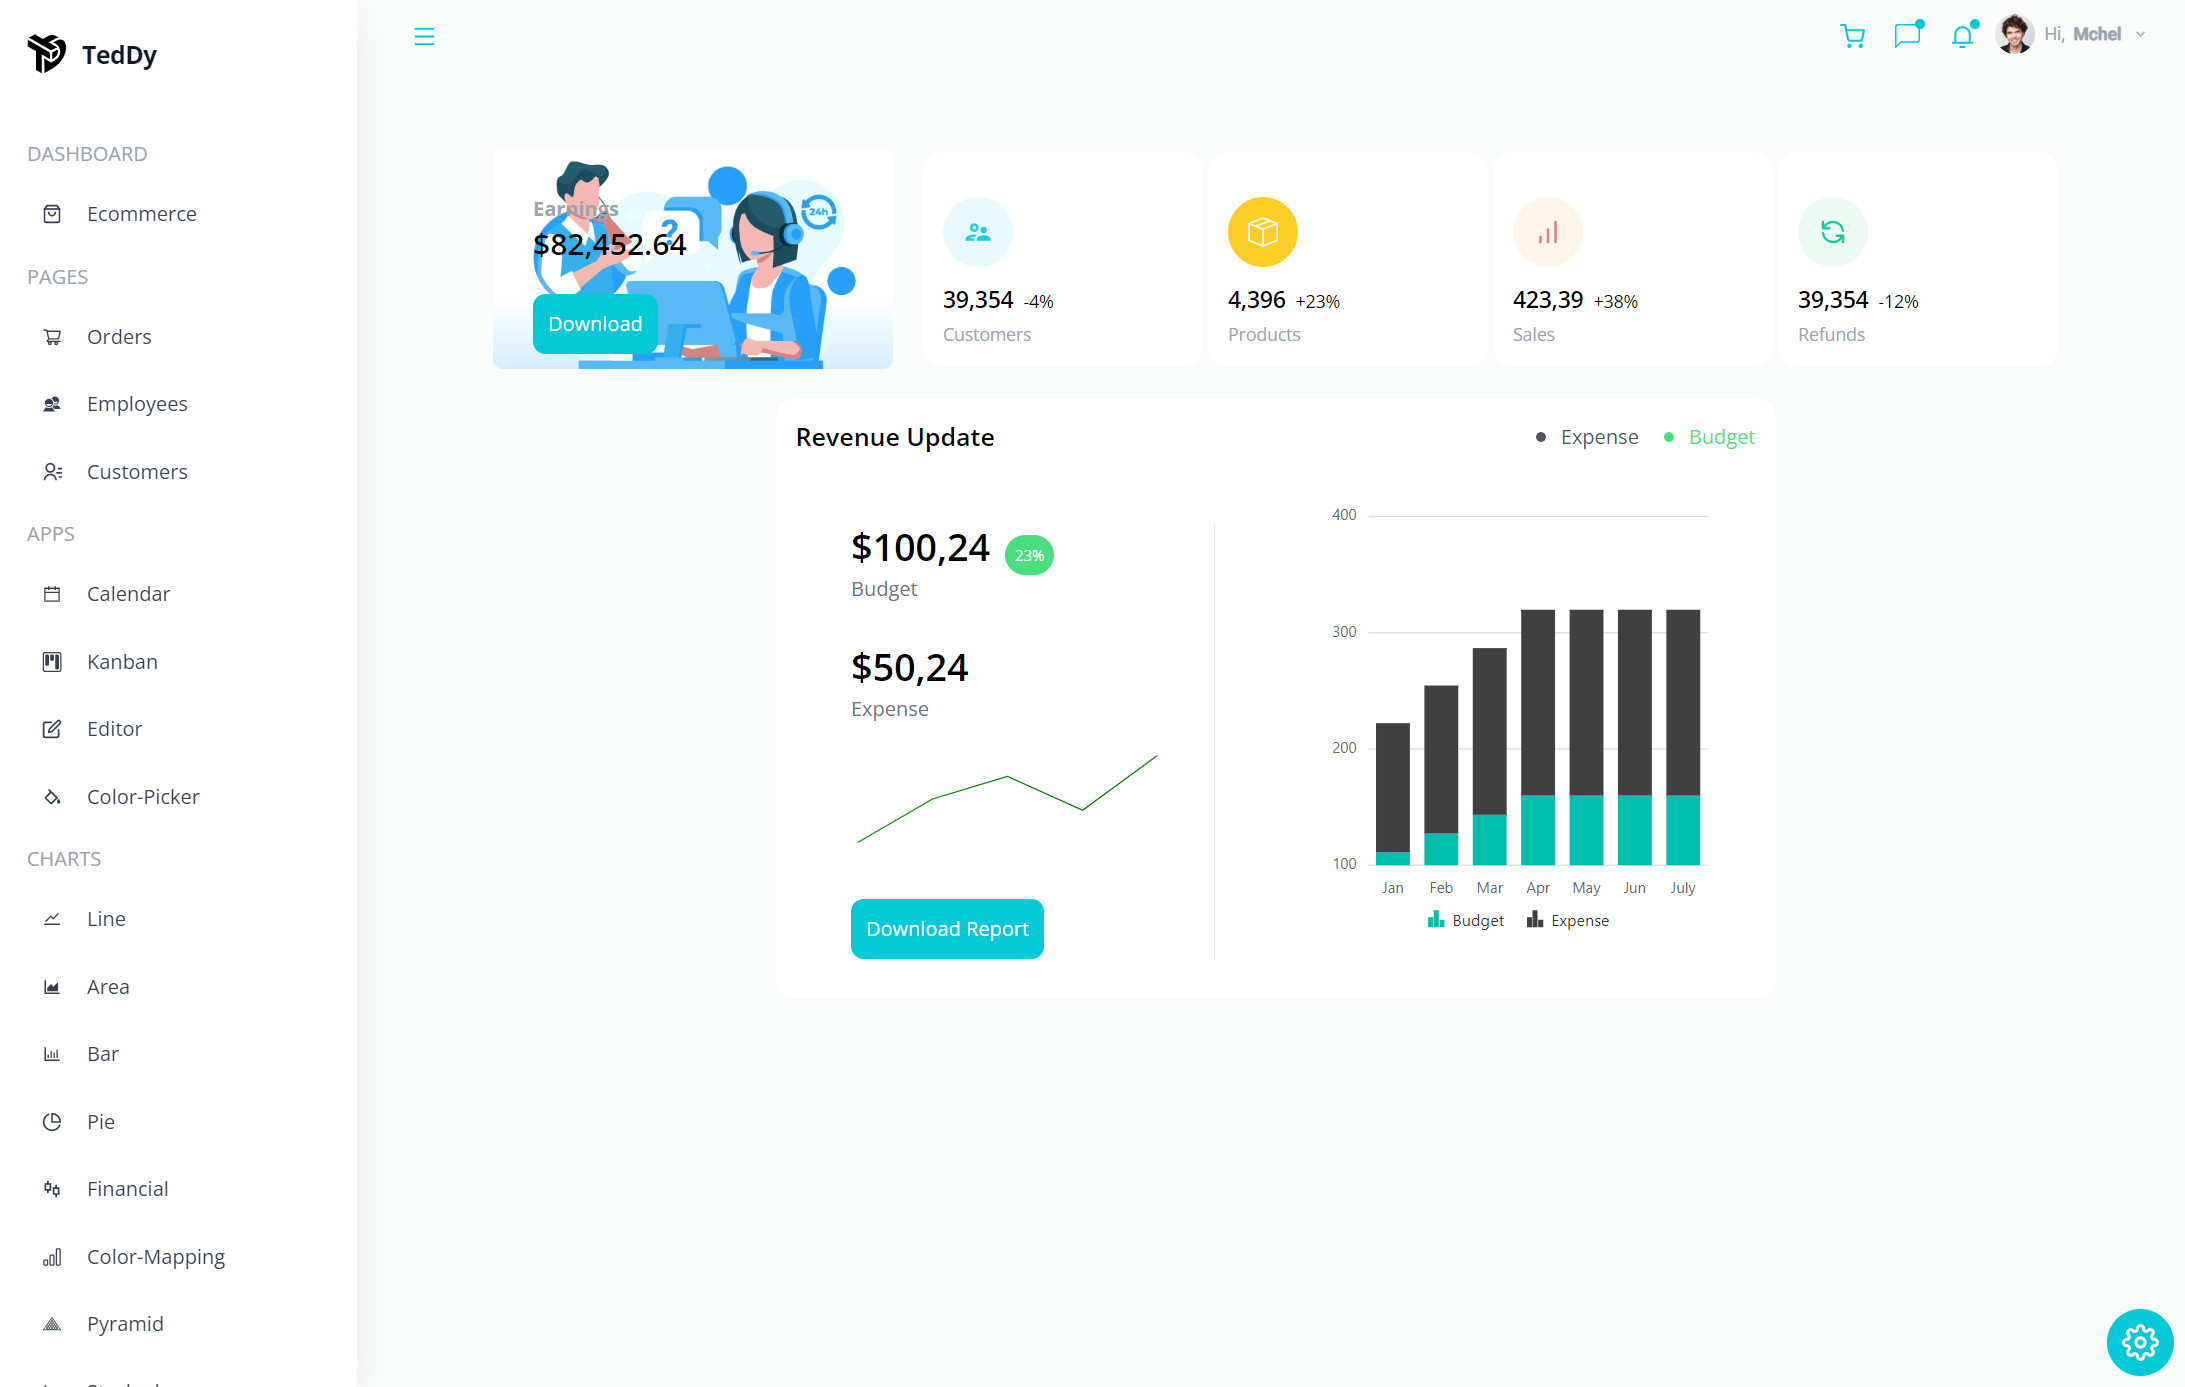 TedDy
Hi, Mchel
DASHBOARD
Ecommerce
PAGES
Orders
Employees
Customers
APPS
Calendar
Kanban
Editor
Color-Picker
CHARTS
Line
Area
Bar
Pie
Financial
Color-Mapping
Pyramid
Earnings
$82,452.64
Download
?
24h
39,354 -4%
Customers
4,396 +23%
Products
423,39 +38%
Sales
39,354 -12%
Refunds
Revenue Update
Expense
Budget
$100,24 23%
Budget
$50,24
Expense
Download Report
400
300
200
100
Jan Feb Mar Apr May Jun July
Budget Expense